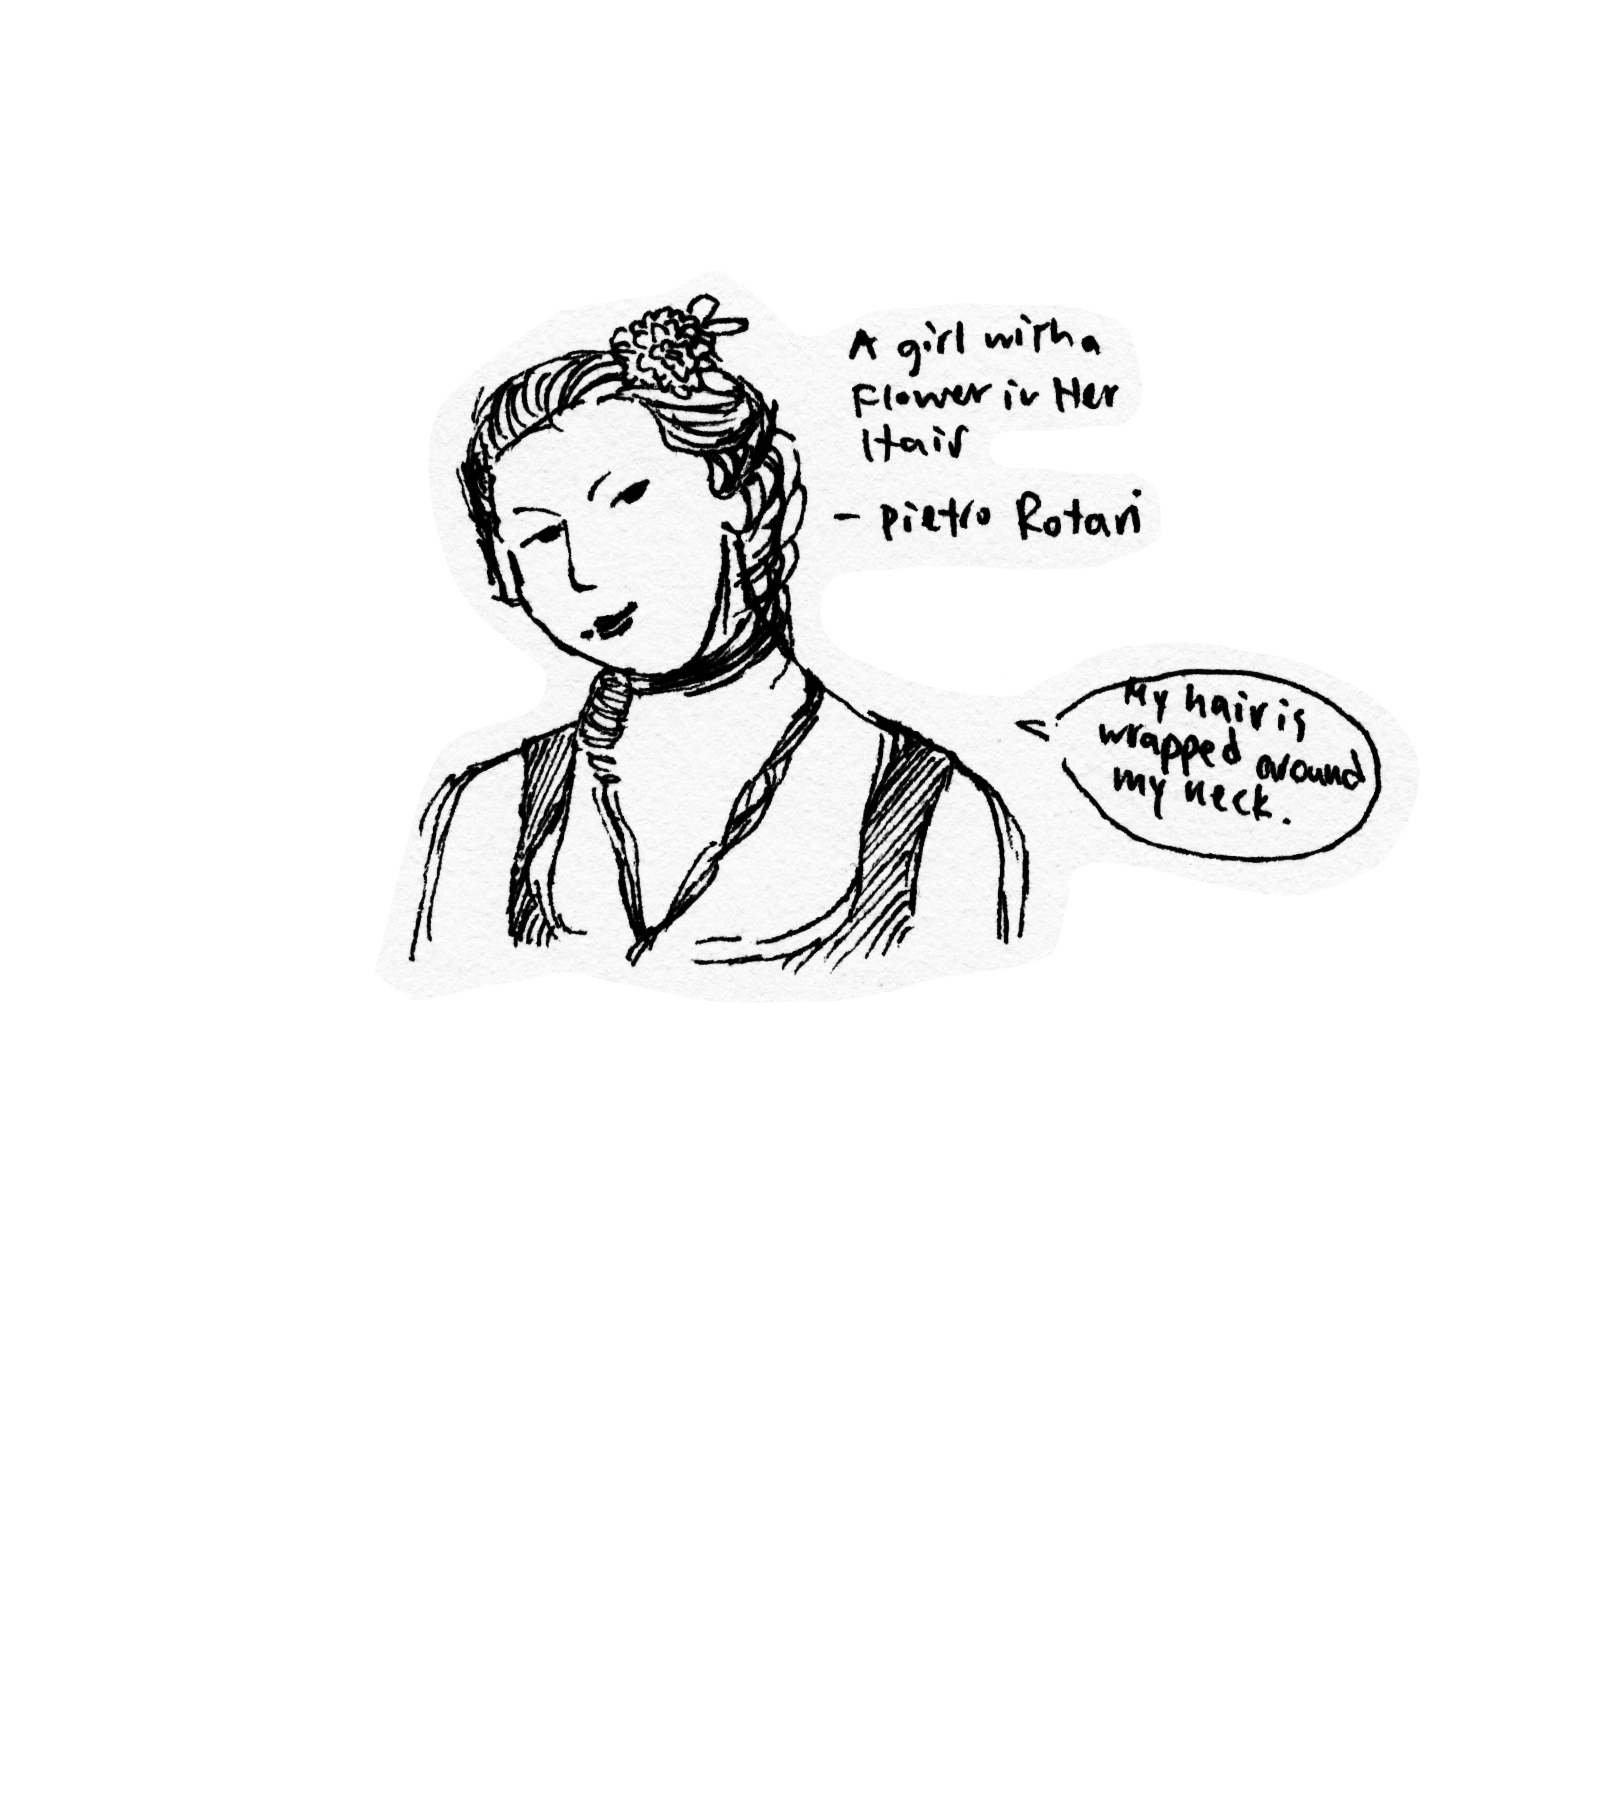 A girl with a
Flower in Her
Hair
- Pietro Rotari
My hair is
wrapped around
my neck.